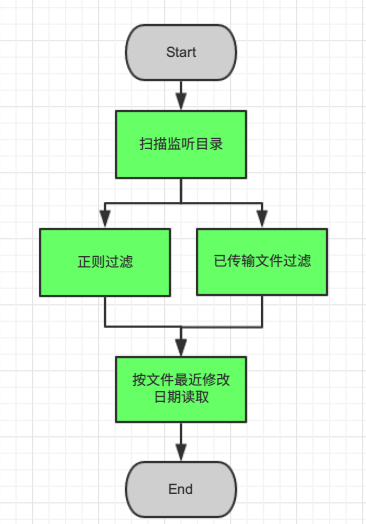 Start
扫描监听目录
正则过滤
已传输文件过滤
按文件最近修改
日期读取
End